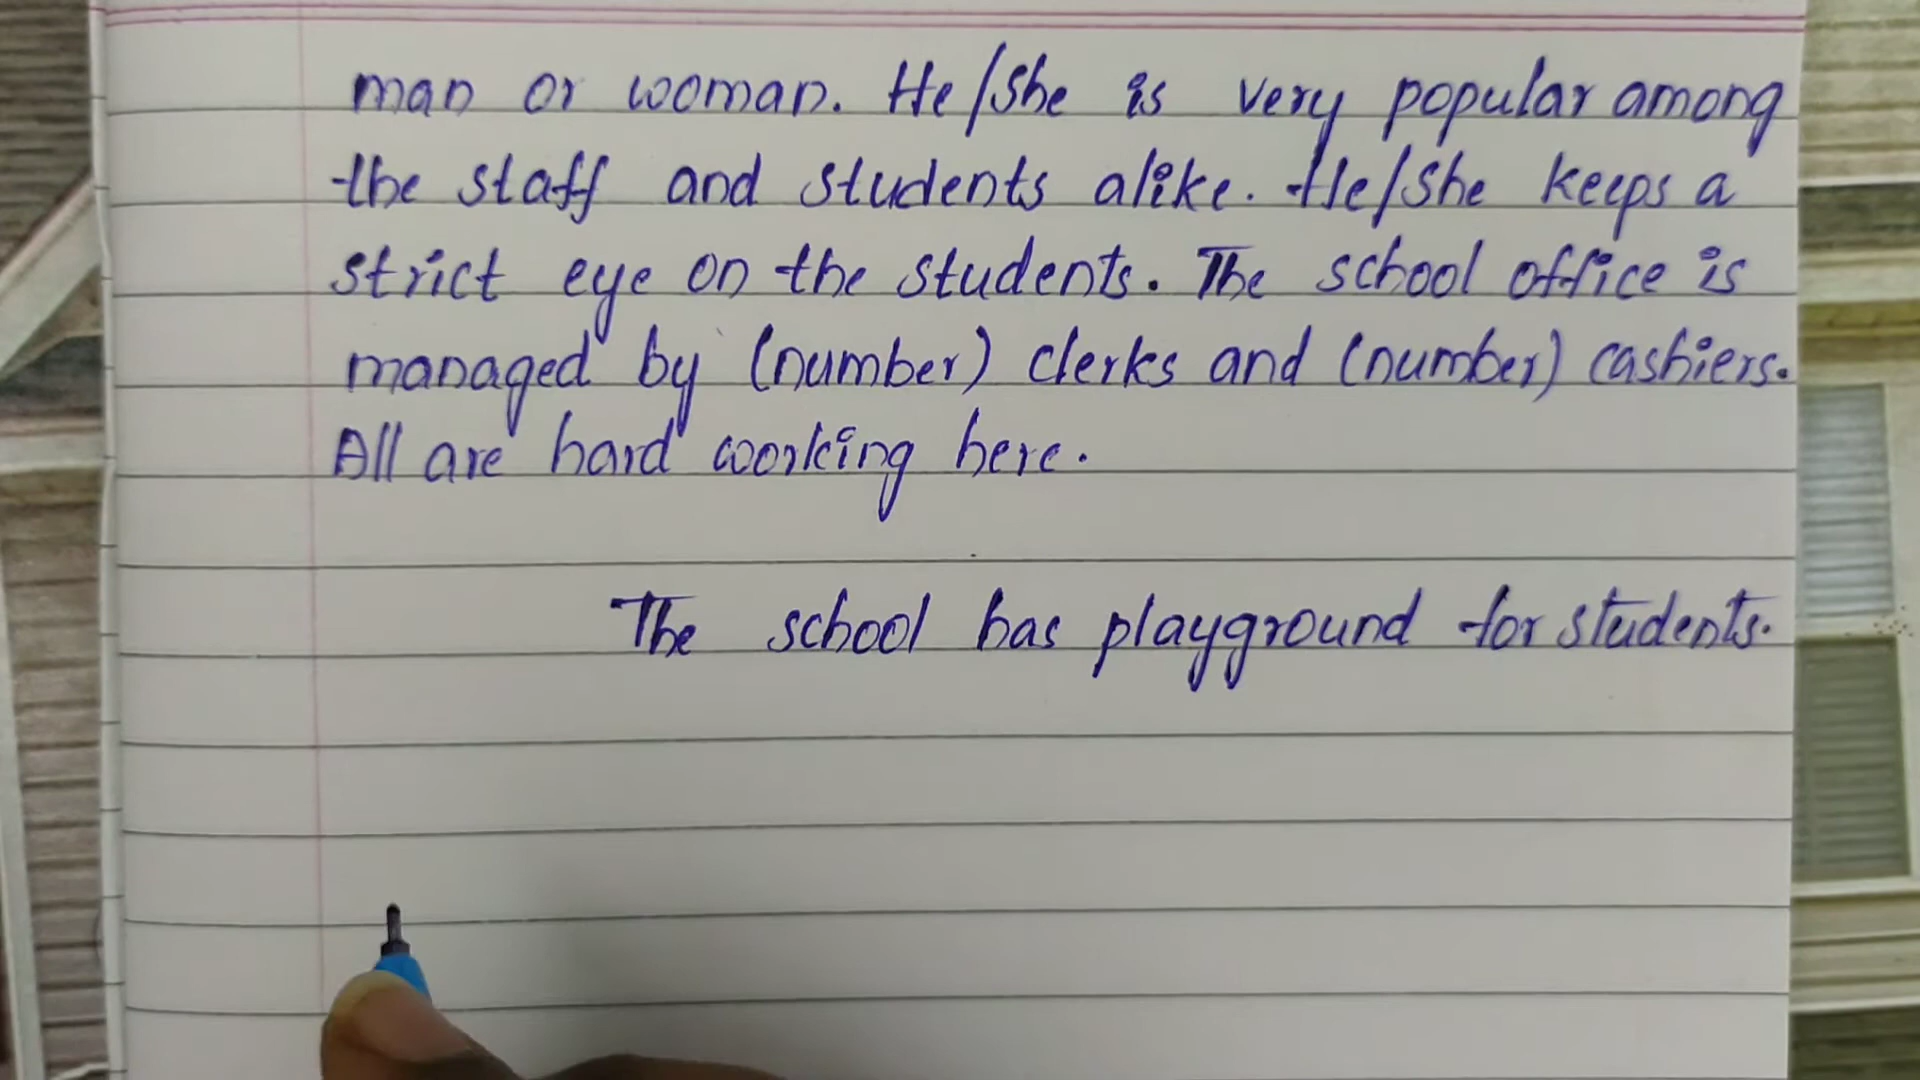 man or woman. He/She is very popular among
the staff and students alike. He/She keeps a
strict eye on the students. The school office is
managed by (number) clerks and (number) cashiers.
All are hard working here.
The school has playground for students.